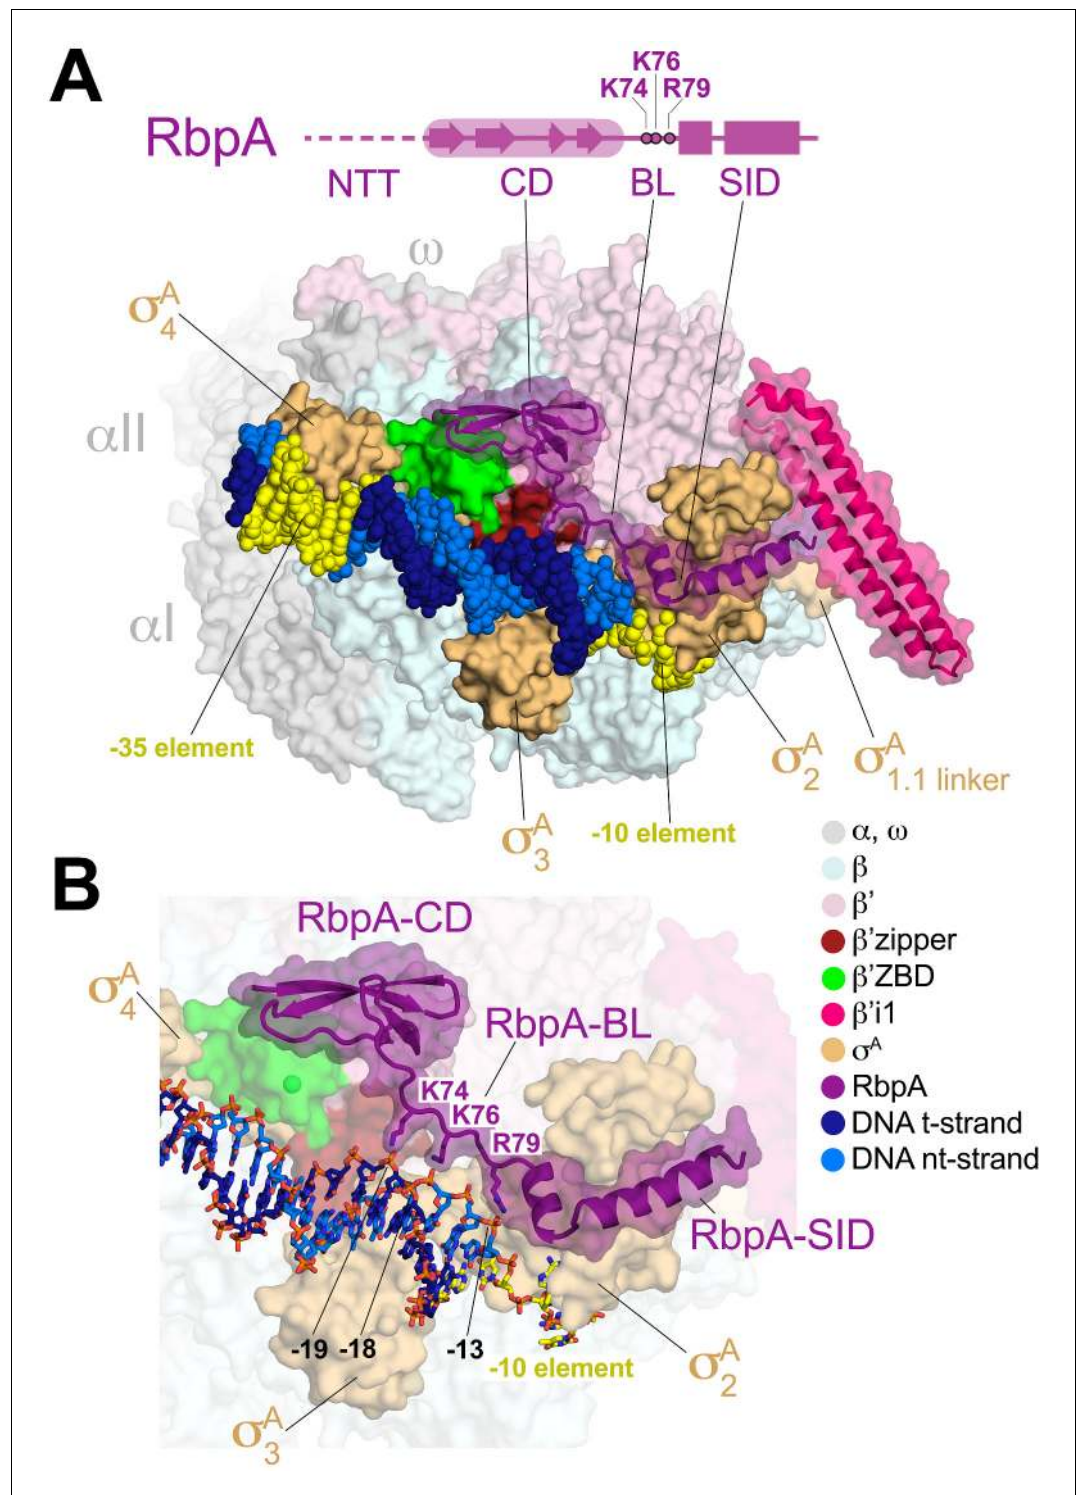 A
K76
K74 R79
RbpA
NTT CD BL SID
ω
σ4A
αII
αI
-35 element
σ2A σ1.1 linkerA
σ3A
-10 element
α, ω
β
β'
β'zipper
β'ZBD
β'i1
σA
RbpA
DNA t-strand
DNA nt-strand
B
RbpA-CD
σ4A
RbpA-BL
K74
K76
R79
RbpA-SID
-19 -18 -13
-10 element
σ2A
σ3A